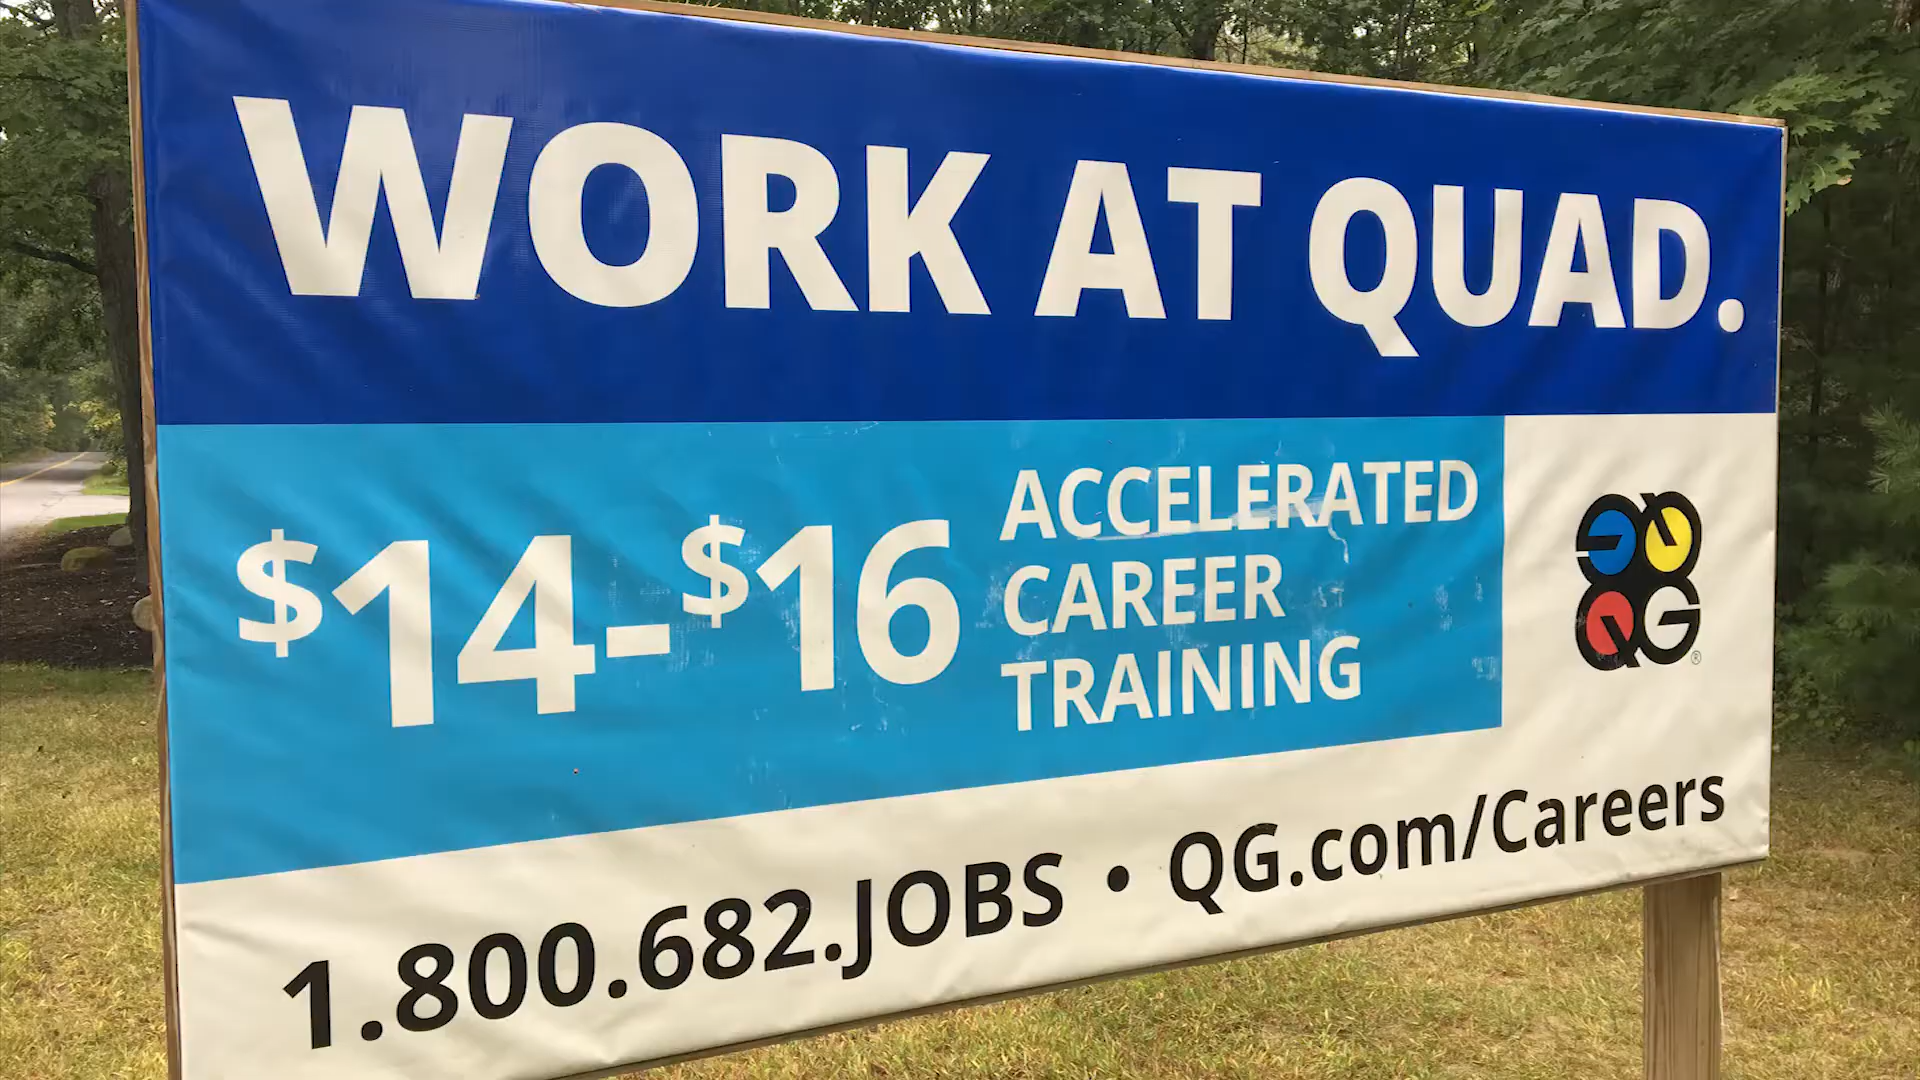 WORK AT QUAD.
$14-$16
ACCELERATED
CAREER
TRAINING
QG
®
1.800.682.JOBS • QG.com/Careers